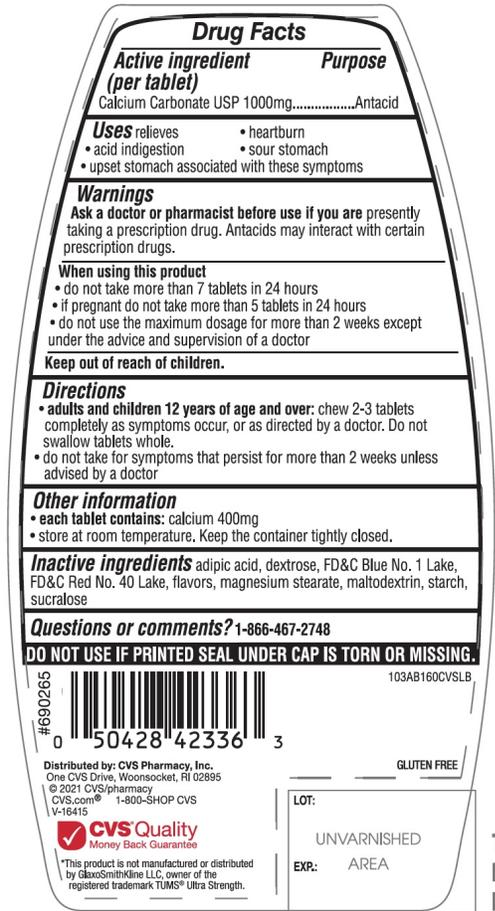 Drug Facts
Active ingredient Purpose
(per tablet)
Calcium Carbonate USP 1000mg..................Antacid
Uses relieves • heartburn
• acid indigestion • sour stomach
• upset stomach associated with these symptoms
Warnings
Ask a doctor or pharmacist before use if you are presently
taking a prescription drug. Antacids may interact with certain
prescription drugs.
When using this product
• do not take more than 7 tablets in 24 hours
• if pregnant do not take more than 5 tablets in 24 hours
• do not use the maximum dosage for more than 2 weeks except
under the advice and supervision of a doctor
Keep out of reach of children.
Directions
• adults and children 12 years of age and over: chew 2-3 tablets
completely as symptoms occur, or as directed by a doctor. Do not
swallow tablets whole.
• do not take for symptoms that persist for more than 2 weeks unless
advised by a doctor
Other information
• each tablet contains: calcium 400mg
• store at room temperature. Keep the container tightly closed.
Inactive ingredients adipic acid, dextrose, FD&C Blue No. 1 Lake,
FD&C Red No. 40 Lake, flavors, magnesium stearate, maltodextrin, starch,
sucralose
Questions or comments? 1-866-467-2748
DO NOT USE IF PRINTED SEAL UNDER CAP IS TORN OR MISSING.
103AB160CVSLB
#690265
0 50428 42336 3
GLUTEN FREE
Distributed by: CVS Pharmacy, Inc.
One CVS Drive, Woonsocket, RI 02895
© 2021 CVS/pharmacy
CVS.com® 1-800-SHOP CVS
V-16415
CVS® Quality
Money Back Guarantee
*This product is not manufactured or distributed
by GlaxoSmithKline LLC, owner of the
registered trademark TUMS® Ultra Strength.
LOT:
UNVARNISHED
AREA
EXP.: